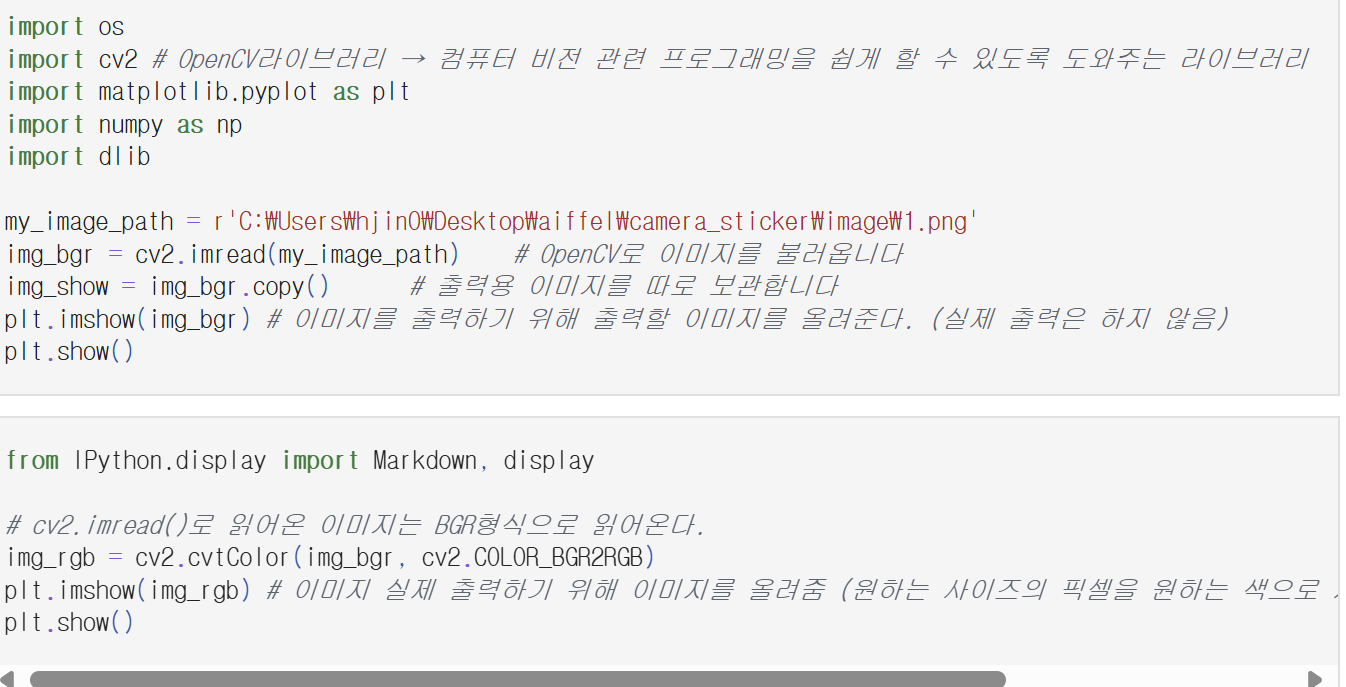 import os
import cv2 # OpenCV라이브러리 → 컴퓨터 비전 관련 프로그래밍을 쉽게 할 수 있도록 도와주는 라이브러리
import matplotlib.pyplot as plt
import numpy as np
import dlib
my_image_path = r'C:₩Users₩hjin0₩Desktop₩aiffel₩camera_sticker₩image₩1.png'
img_bgr = cv2.imread(my_image_path)    # OpenCV로 이미지를 불러옵니다
img_show = img_bgr.copy()      # 출력용 이미지를 따로 보관합니다
plt.imshow(img_bgr) # 이미지를 출력하기 위해 출력할 이미지를 올려준다. (실제 출력은 하지 않음)
plt.show()
from IPython.display import Markdown, display
# cv2.imread()로 읽어온 이미지는 BGR형식으로 읽어온다.
img_rgb = cv2.cvtColor(img_bgr, cv2.COLOR_BGR2RGB)
plt.imshow(img_rgb) # 이미지 실제 출력하기 위해 이미지를 올려줌 (원하는 사이즈의 픽셀을 원하는 색으로
plt.show()